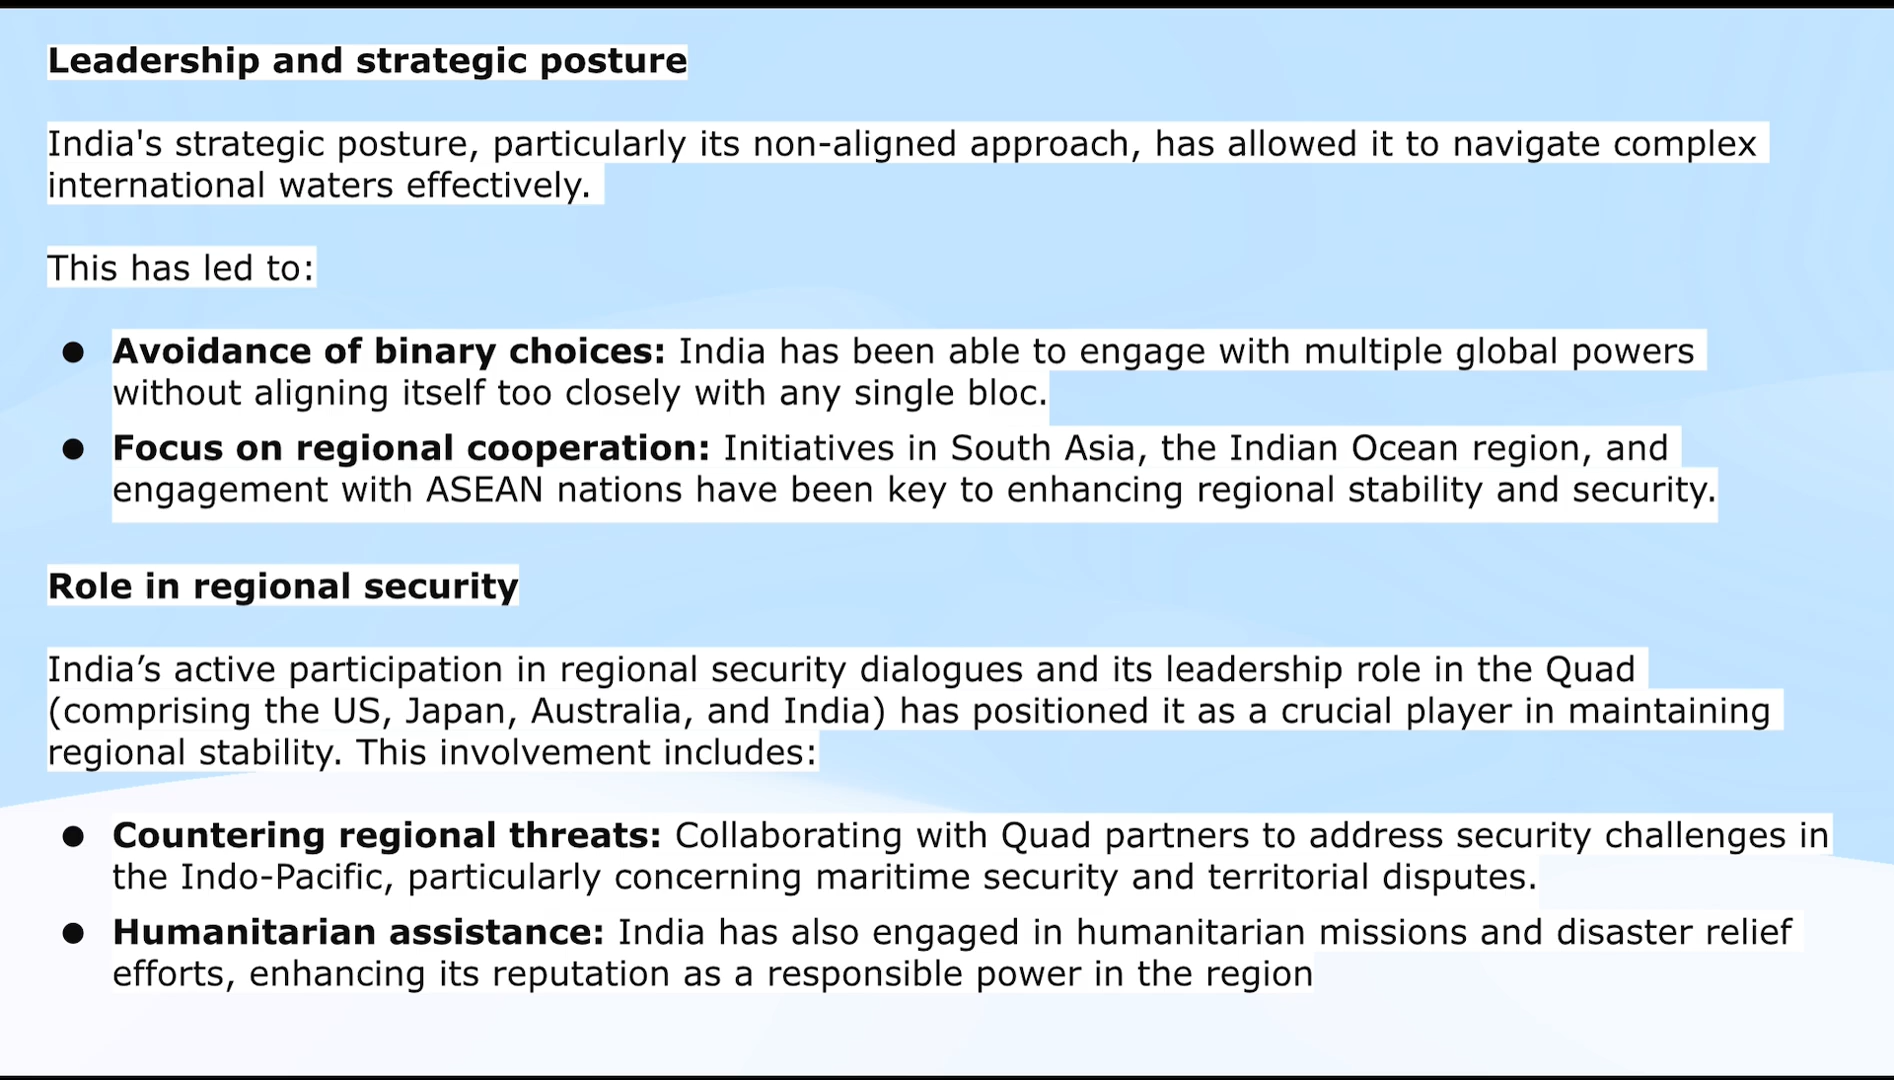 Leadership and strategic posture
India's strategic posture, particularly its non-aligned approach, has allowed it to navigate complex
international waters effectively.
This has led to:
● Avoidance of binary choices: India has been able to engage with multiple global powers
without aligning itself too closely with any single bloc.
● Focus on regional cooperation: Initiatives in South Asia, the Indian Ocean region, and
engagement with ASEAN nations have been key to enhancing regional stability and security.
Role in regional security
India’s active participation in regional security dialogues and its leadership role in the Quad
(comprising the US, Japan, Australia, and India) has positioned it as a crucial player in maintaining
regional stability. This involvement includes:
● Countering regional threats: Collaborating with Quad partners to address security challenges in
the Indo-Pacific, particularly concerning maritime security and territorial disputes.
● Humanitarian assistance: India has also engaged in humanitarian missions and disaster relief
efforts, enhancing its reputation as a responsible power in the region